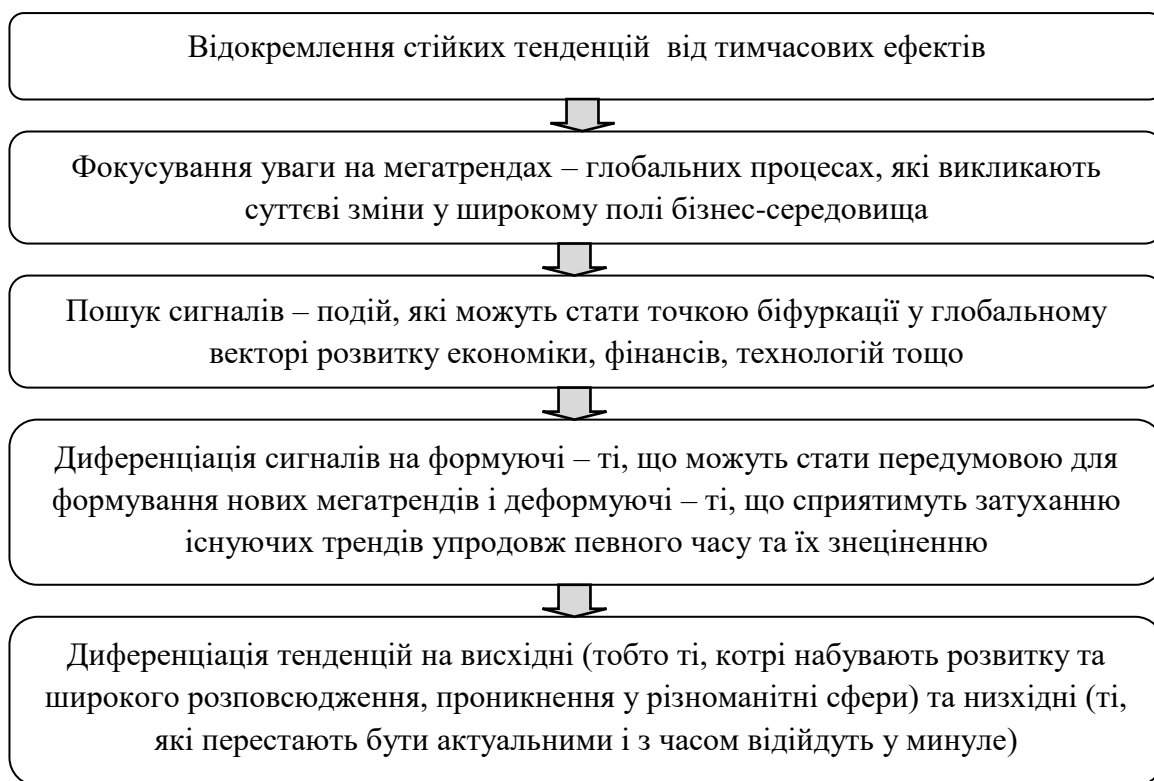 Відокремлення стійких тенденцій від тимчасових ефектів
Фокусування уваги на мегатрендах – глобальних процесах, які викликають
суттєві зміни у широкому полі бізнес-середовища
Пошук сигналів – подій, які можуть стати точкою біфуркації у глобальному
векторі розвитку економіки, фінансів, технологій тощо
Диференціація сигналів на формуючі – ті, що можуть стати передумовою для
формування нових мегатрендів і деформуючі – ті, що сприятимуть затуханню
існуючих трендів упродовж певного часу та їх знеціненню
Диференціація тенденцій на висхідні (тобто ті, котрі набувають розвитку та
широкого розповсюдження, проникнення у різноманітні сфери) та низхідні (ті,
які перестають бути актуальними і з часом відійдуть у минуле)